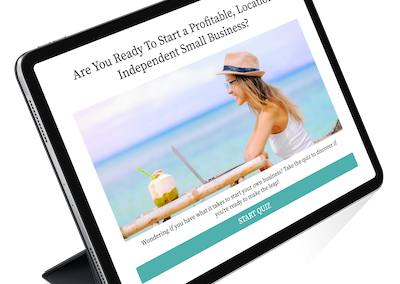 Are You Ready To Start a Profitable, Location
Independent Small Business?
Wondering if you have what it takes to start your own business? Take the quiz to discover if
you're ready to make the leap!
START QUIZ